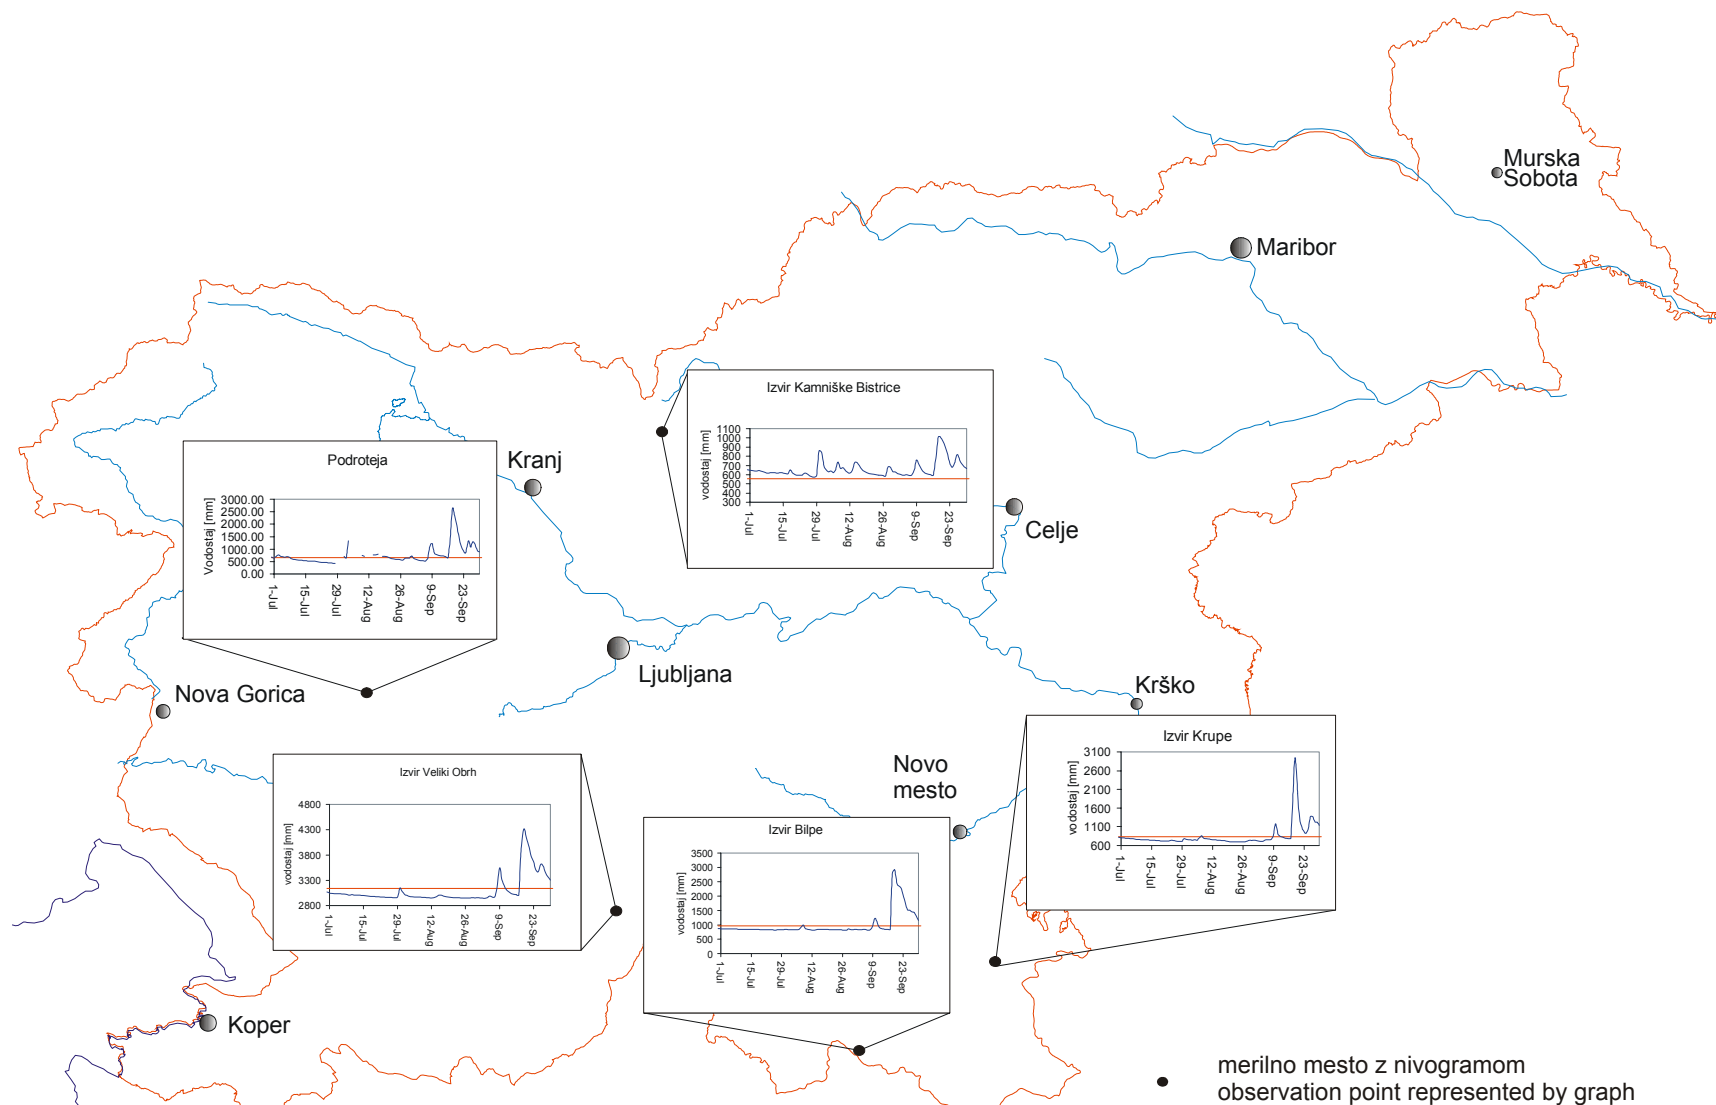 Murska
Sobota
Maribor
Izvir Kamniške Bistrice
vodostaj [mm]
1100
1000
900
800
700
600
500
400
300
1-Jul
15-Jul
29-Jul
12-Aug
26-Aug
9-Sep
23-Sep
Podroteja
Vodostaj [mm]
3000.00
2500.00
2000.00
1500.00
1000.00
500.00
0.00
1-Jul
15-Jul
29-Jul
12-Aug
26-Aug
9-Sep
23-Sep
Kranj
Celje
Ljubljana
Nova Gorica
Krško
Izvir Krupe
vodostaj [mm]
3100
2600
2100
1600
1100
600
1-Jul
15-Jul
29-Jul
12-Aug
26-Aug
9-Sep
23-Sep
Izvir Veliki Obrh
vodostaj [mm]
4800
4300
3800
3300
2800
1-Jul
15-Jul
29-Jul
12-Aug
26-Aug
9-Sep
23-Sep
Novo
mesto
Izvir Bilpe
vodostaj [mm]
3500
3000
2500
2000
1500
1000
500
0
1-Jul
15-Jul
29-Jul
12-Aug
26-Aug
9-Sep
23-Sep
Koper
merilno mesto z nivogramom
observation point represented by graph